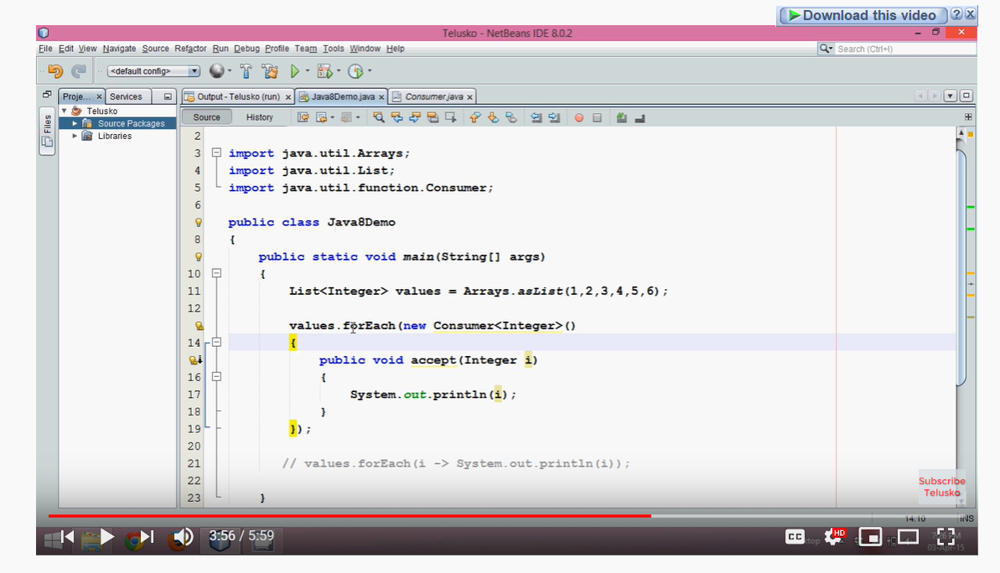 Download this video ? X
Telusko - NetBeans IDE 8.0.2
File Edit View Navigate Source Refactor Run Debug Profile Team Tools Window Help
Search (Ctrl+I)
<default config>
Proje... x Services
Output - Telusko (run) x Java8Demo.java x Consumer.java x
Files
Telusko
Source Packages
Libraries
Source History
2
3 import java.util.Arrays;
4 import java.util.List;
5 import java.util.function.Consumer;
6
public class Java8Demo
8 {
public static void main(String[] args)
10 {
11 List<Integer> values = Arrays.asList(1,2,3,4,5,6);
12
values.forEach(new Consumer<Integer>()
14 {
public void accept(Integer i)
16 {
17 System.out.println(i);
18 }
19 });
20
21 // values.forEach(i -> System.out.println(i));
22
23 }
Subscribe
Telusko
14:10 INS
3:56 / 5:59
CC HD
03-Apr-15